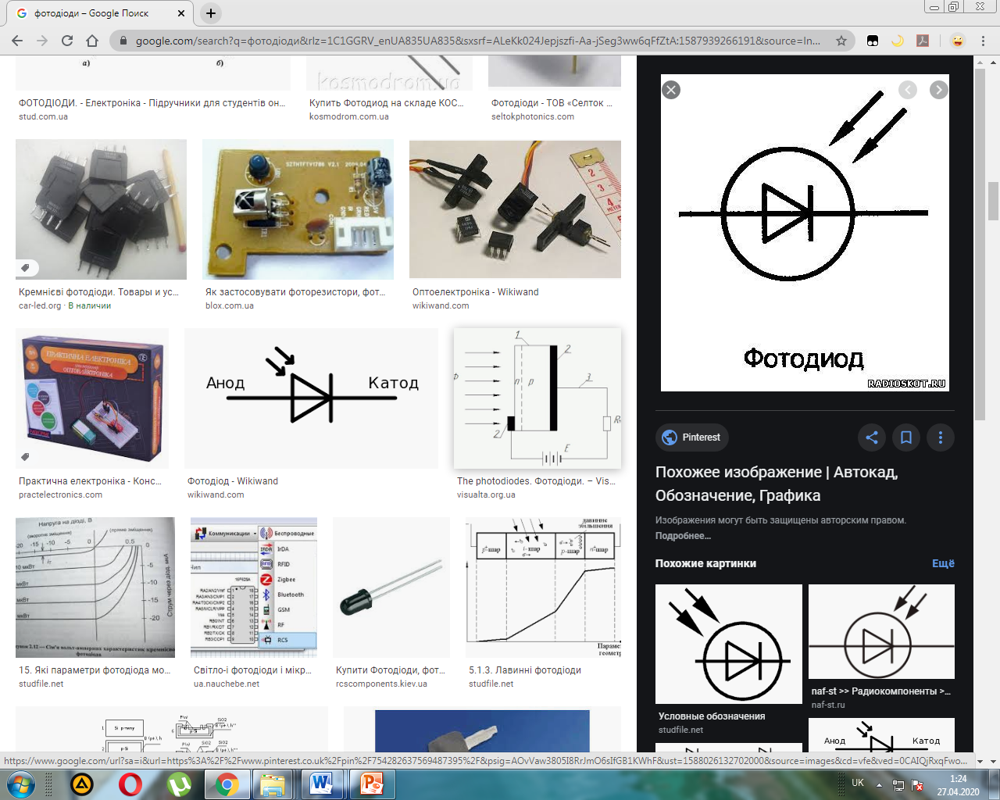 фотодіоди – Google Поиск
google.com/search?q=фотодіоди&rlz=1C1GGRV_enUA835UA835&sxsrf=ALeKk024Jepjszfi-Aa-jSeg3ww6qFfZtA:1587939266191&source=In...
а)
б)
kosmodrom.ua
ФОТОДІОДИ. - Електроніка - Підручники для студентів он...
stud.com.ua
Купить Фотодиод на складе КОС...
kosmodrom.com.ua
Фотодіоди - ТОВ «Селток ...
seltokphotonics.com
SZTHTFTV1786 V2.1
Кремнієві фотодіоди. Товары и ус...
car-led.org · В наличии
Як застосовувати фоторезистори, фот...
blox.com.ua
Оптоелектроніка - Wikiwand
wikiwand.com
ПРАКТИЧНА ЕЛЕКТРОНІКА
ОПТОЕЛЕКТРОНІКА
Анод
Катод
1
2
3
n
p
2
E
Практична електроніка - Конс...
practelectronics.com
Фотодіод - Wikiwand
wikiwand.com
The photodiodes. Фотодіоди. – Vis...
visualta.org.ua
Напруга на діоді, В
(зворотнє зміщення)
(пряме зміщення)
-20 -15 -10 -5 0 0.5
0
-5
-10
-15
-20
Струм через діод, мкА
Коммуникации
Беспроводные
IrDA
RFID
Zigbee
Bluetooth
GSM
RF
RCS
p-шар
i-шар
p-шар
n-шар
15. Які параметри фотодіода мо...
studfile.net
Світло-і фотодіоди і мікр...
ua.nauchebe.net
Купити Фотодіоди, фот...
rcscomponents.kiev.ua
5.1.3. Лавинні фотодіоди
studfile.net
Фотодиод
RADIOSKOT.RU
Pinterest
Похожее изображение | Автокад,
Обозначение, Графика
Изображения могут быть защищены авторским правом.
Подробнее...
Похожие картинки
Ещё
Условные обозначения
studfile.net
naf-st >> Радиокомпоненты >...
naf-st.ru
Анод
Катод
https://www.google.com/url?sa=i&url=https%3A%2F%2Fwww.pinterest.co.uk%2Fpin%2F754282637569487395%2F&psig=AOvVaw3805I8RrJmO6sIfGB1KWhF&ust=1588026132702000&source=images&cd=vfe&ved=0CAIQjRxqFwo...
UK
1:24
27.04.2020